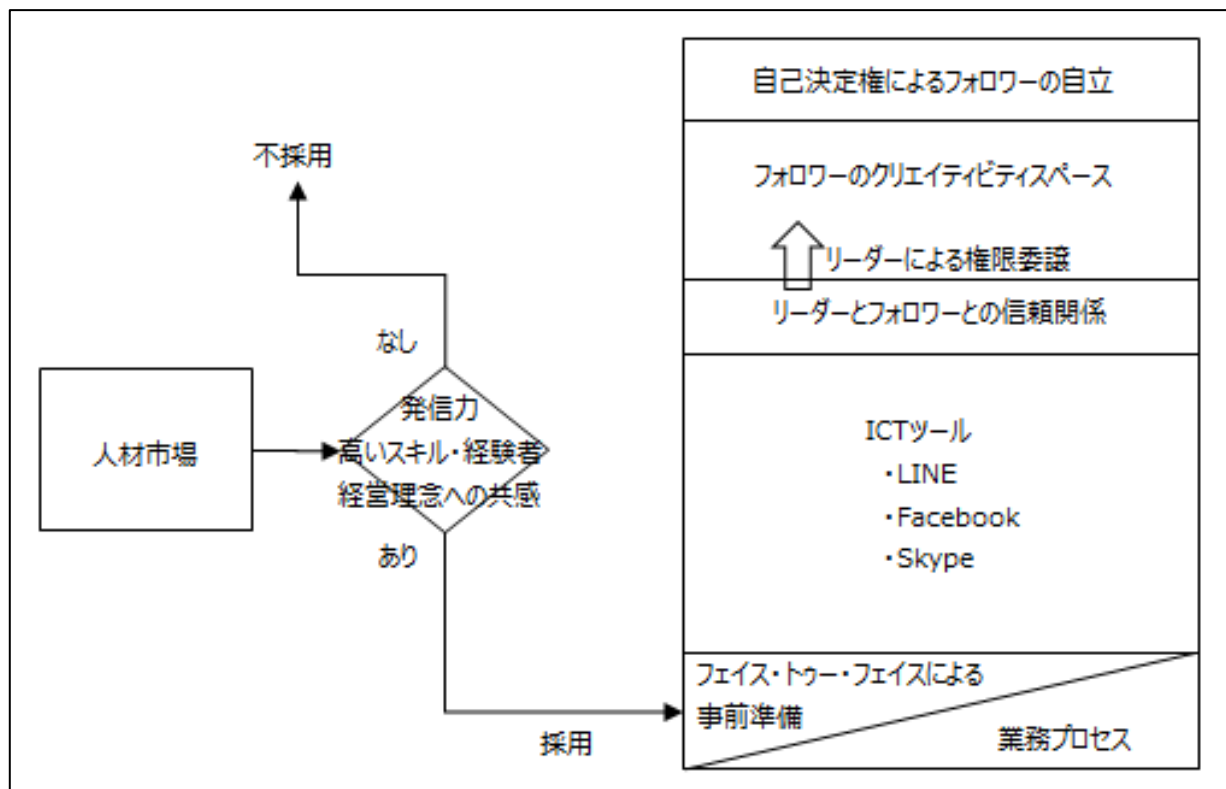 自己決定権によるフォロワーの自立
不採用
フォロワーのクリエイティビティスペース
リーダーによる権限委譲
リーダーとフォロワーとの信頼関係
なし
人材市場
発信力
高いスキル・経験者
経営理念への共感
あり
ICTツール
・LINE
・Facebook
・Skype
フェイス・トゥー・フェイスによる
事前準備
業務プロセス
採用